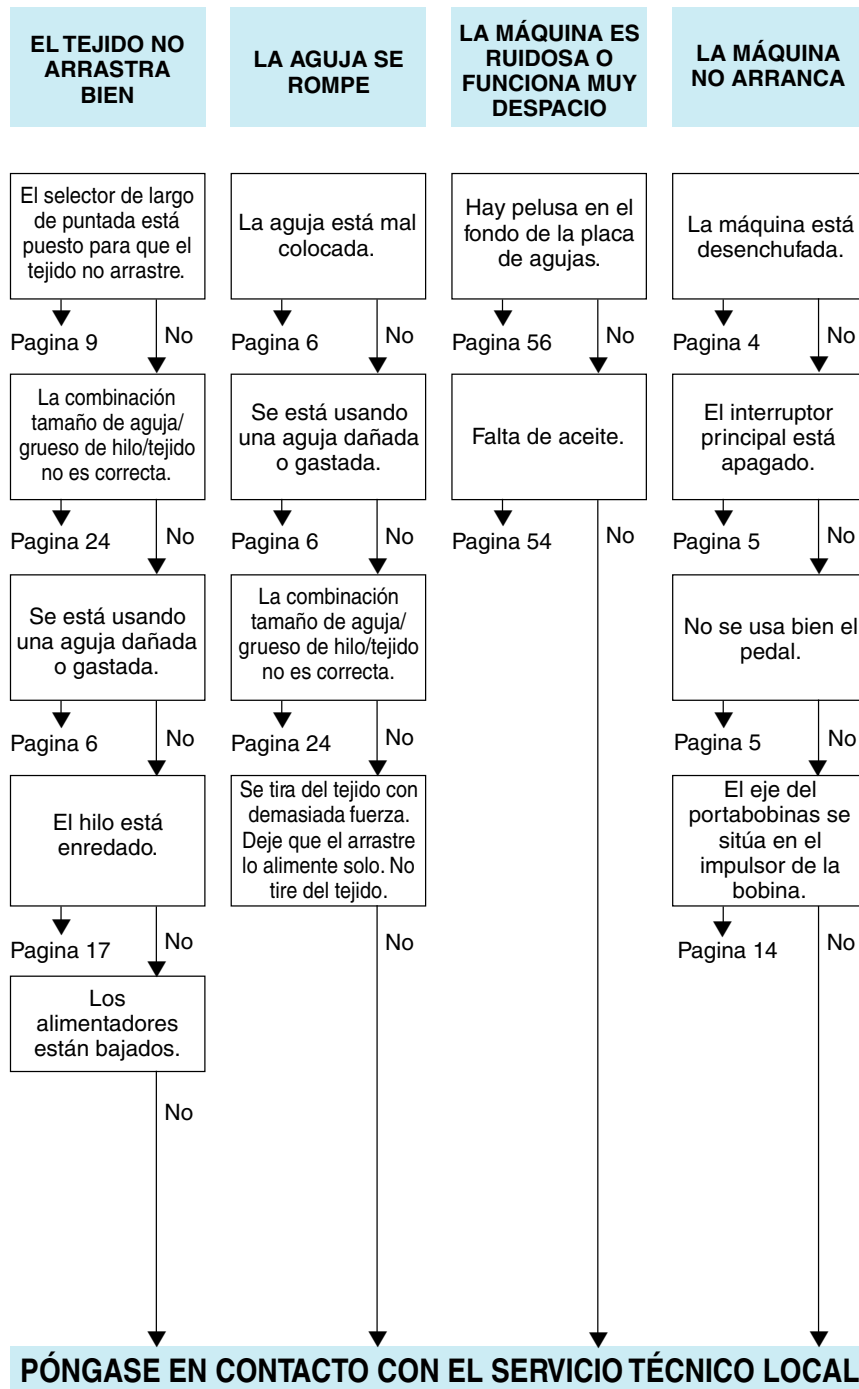 EL TEJIDO NO
ARRASTRA
BIEN
El selector de largo
de puntada está
puesto para que el
tejido no arrastre.
Pagina 9
No
La combinación
tamaño de aguja/
grueso de hilo/tejido
no es correcta.
Pagina 24
No
Se está usando
una aguja dañada
o gastada.
Pagina 6
No
El hilo está
enredado.
Pagina 17
No
Los
alimentadores
están bajados.
No
LA AGUJA SE
ROMPE
La aguja está mal
colocada.
Pagina 6
No
Se está usando
una aguja dañada
o gastada.
Pagina 6
No
La combinación
tamaño de aguja/
grueso de hilo/tejido
no es correcta.
Pagina 24
No
Se tira del tejido con
demasiada fuerza.
Deje que el arrastre
lo alimente solo. No
tire del tejido.
No
LA MÁQUINA ES
RUIDOSA O
FUNCIONA MUY
DESPACIO
Hay pelusa en el
fondo de la placa
de agujas.
Pagina 56
No
Falta de aceite.
Pagina 54
No
LA MÁQUINA
NO ARRANCA
La máquina está
desenchufada.
Pagina 4
No
El interruptor
principal está
apagado.
Pagina 5
No
No se usa bien el
pedal.
Pagina 5
No
El eje del
portabobinas se
sitúa en el
impulsor de la
bobina.
Pagina 14
No
PÓNGASE EN CONTACTO CON EL SERVICIO TÉCNICO LOCAL